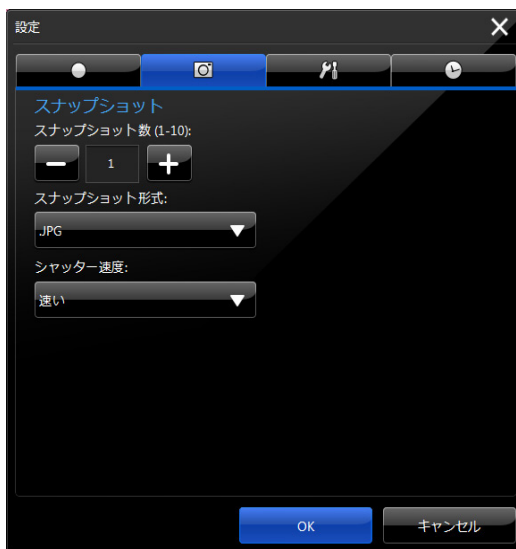 設定
スナップショット
スナップショット数 (1-10):
1
スナップショット形式:
JPG
シャッター速度:
速い
OK
キャンセル